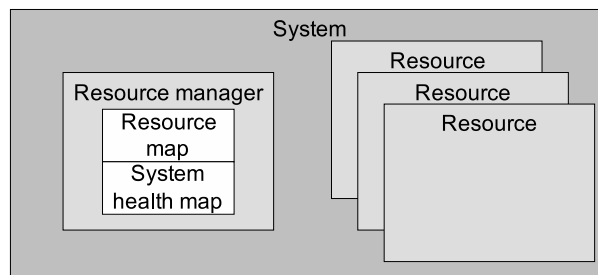 System
Resource
Resource manager
Resource
Resource
map
Resource
System
health map